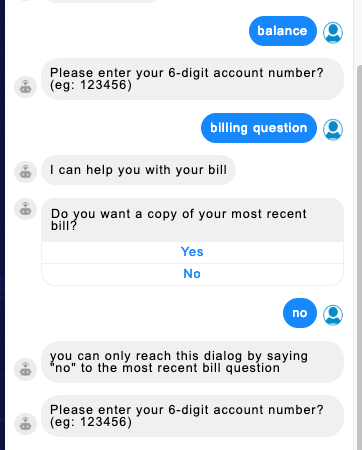 balance
Please enter your 6-digit account number?
(eg: 123456)
billing question
I can help you with your bill
Do you want a copy of your most recent
bill?
Yes
No
no
you can only reach this dialog by saying
"no" to the most recent bill question
Please enter your 6-digit account number?
(eg: 123456)